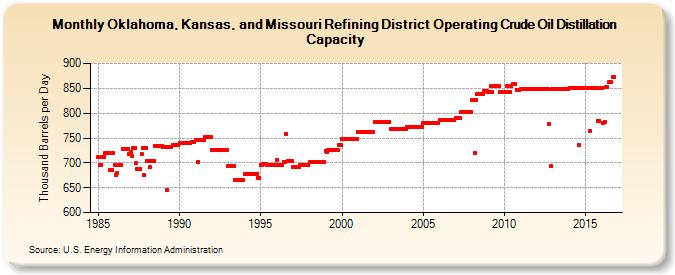 Monthly Oklahoma, Kansas, and Missouri Refining District Operating Crude Oil Distillation
Capacity
Thousand Barrels per Day
900
850
800
750
700
650
600
1985 1990 1995 2000 2005 2010 2015
Source: U.S. Energy Information Administration